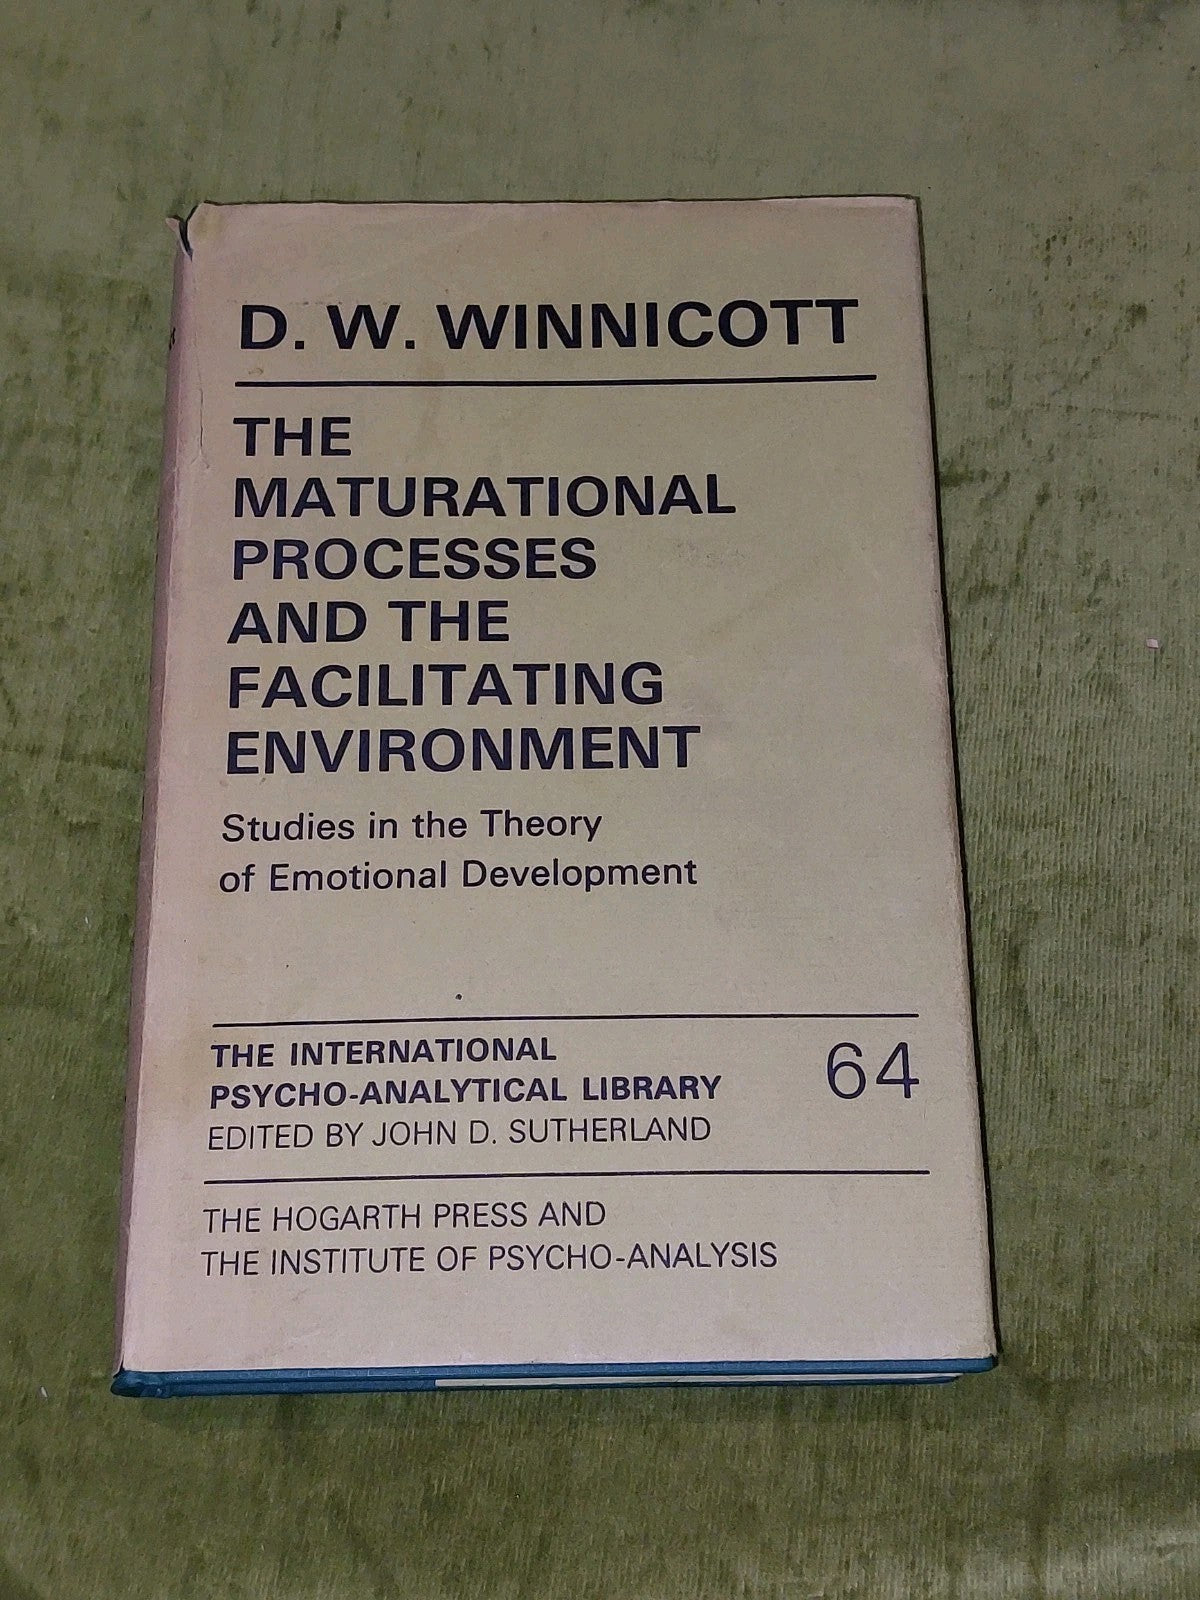 D. W. WINNICOTT
THE
MATURATIONAL
PROCESSES
AND THE
FACILITATING
ENVIRONMENT
Studies in the Theory
of Emotional Development
THE INTERNATIONAL
PSYCHO-ANALYTICAL LIBRARY
64
EDITED BY JOHN D. SUTHERLAND
THE HOGARTH PRESS AND
THE INSTITUTE OF PSYCHO-ANALYSIS